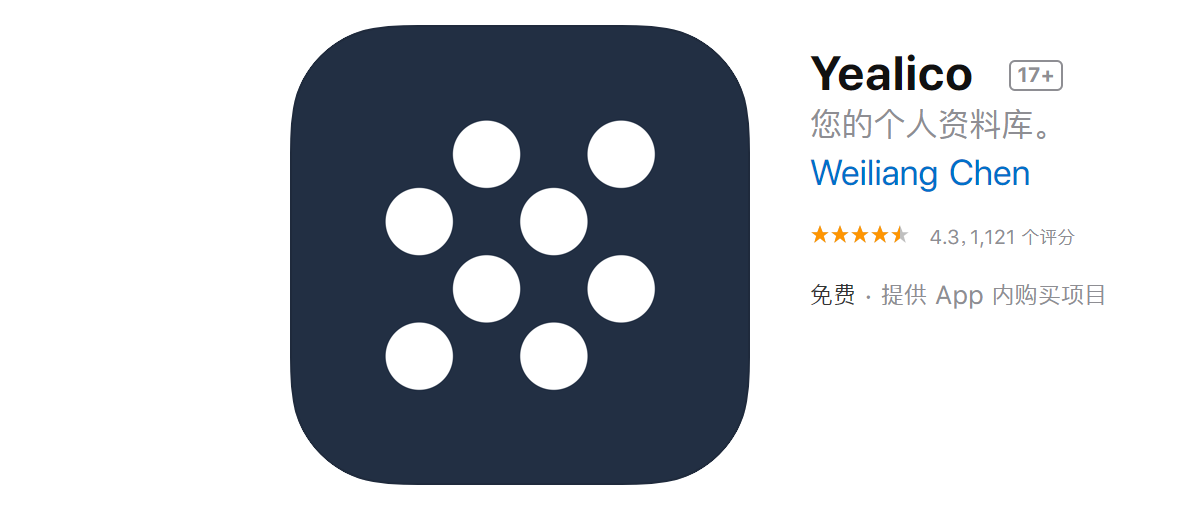 Yealico 17+
您的个人资料库。
Weiliang Chen
4.3，1,121 个评分
免费 · 提供 App 内购买项目